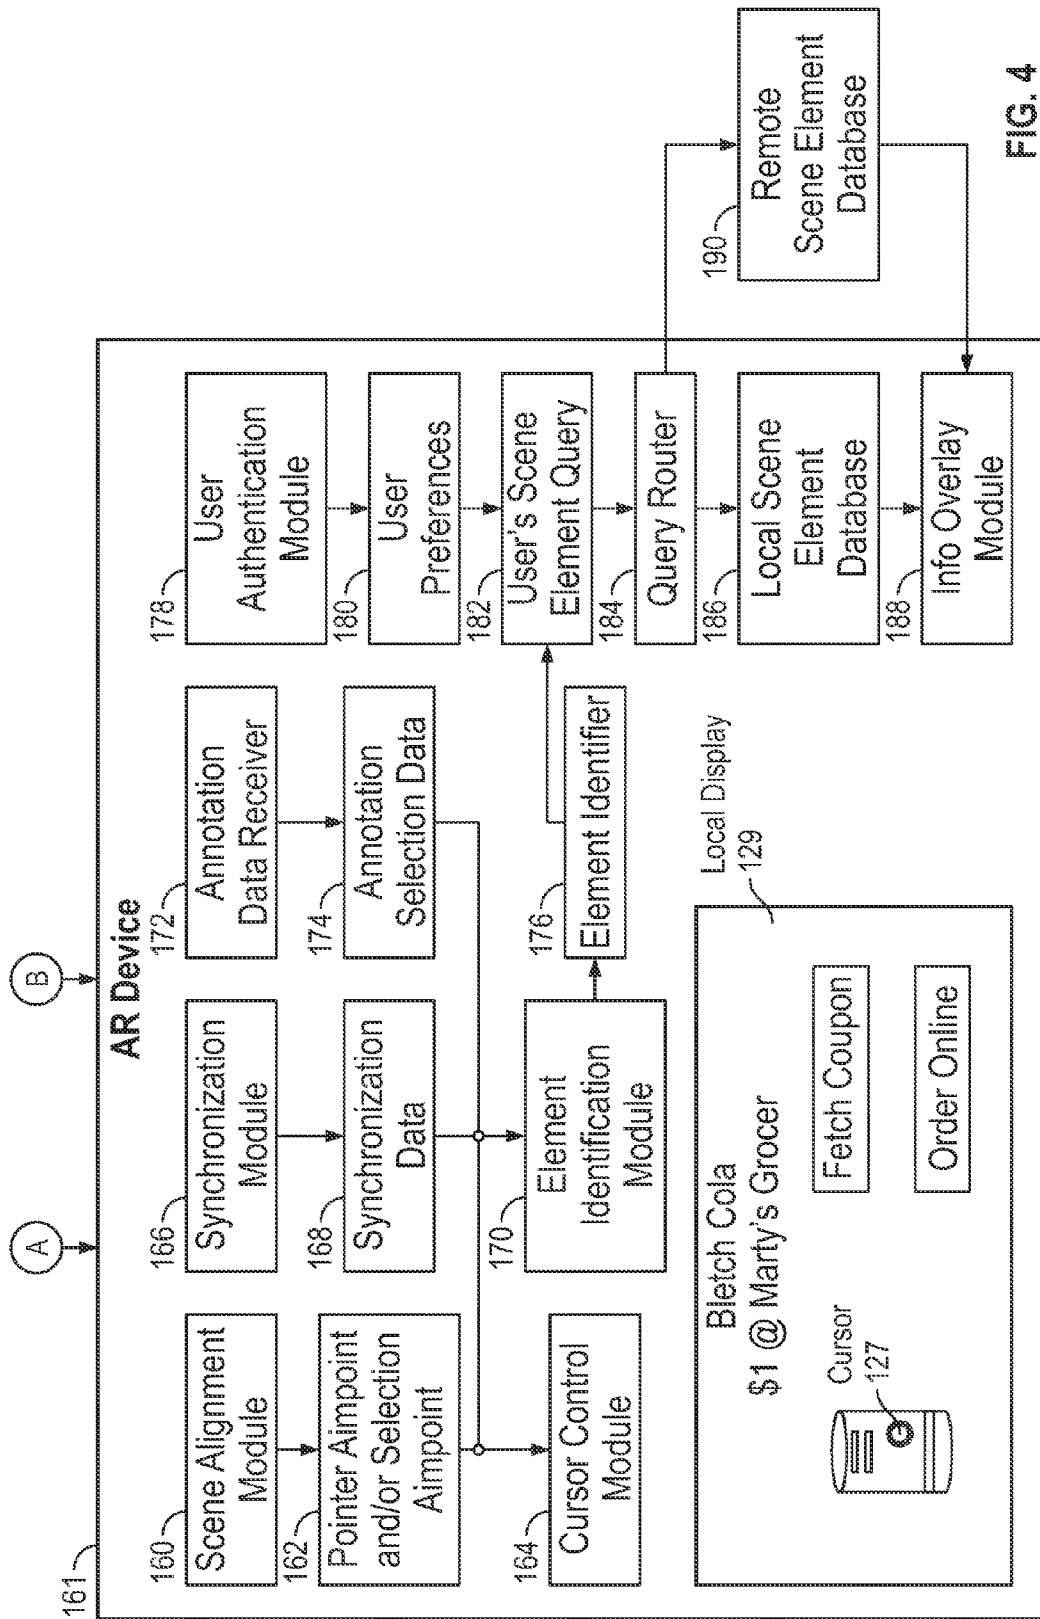 A
B
161
AR Device
160
Scene Alignment
Module
162
Pointer Aimpoint
and/or Selection
Aimpoint
164
Cursor Control
Module
166
Synchronization
Module
168
Synchronization
Data
170
Element
Identification
Module
172
Annotation
Data Receiver
174
Annotation
Selection Data
176
Element Identifier
178
User
Authentication
Module
180
User
Preferences
182
User's Scene
Element Query
184
Query Router
186
Local Scene
Element
Database
188
Info Overlay
Module
190
Remote
Scene Element
Database
Local Display
129
Bletch Cola
$1 @ Marty's Grocer
Cursor
127
Fetch Coupon
Order Online
FIG. 4